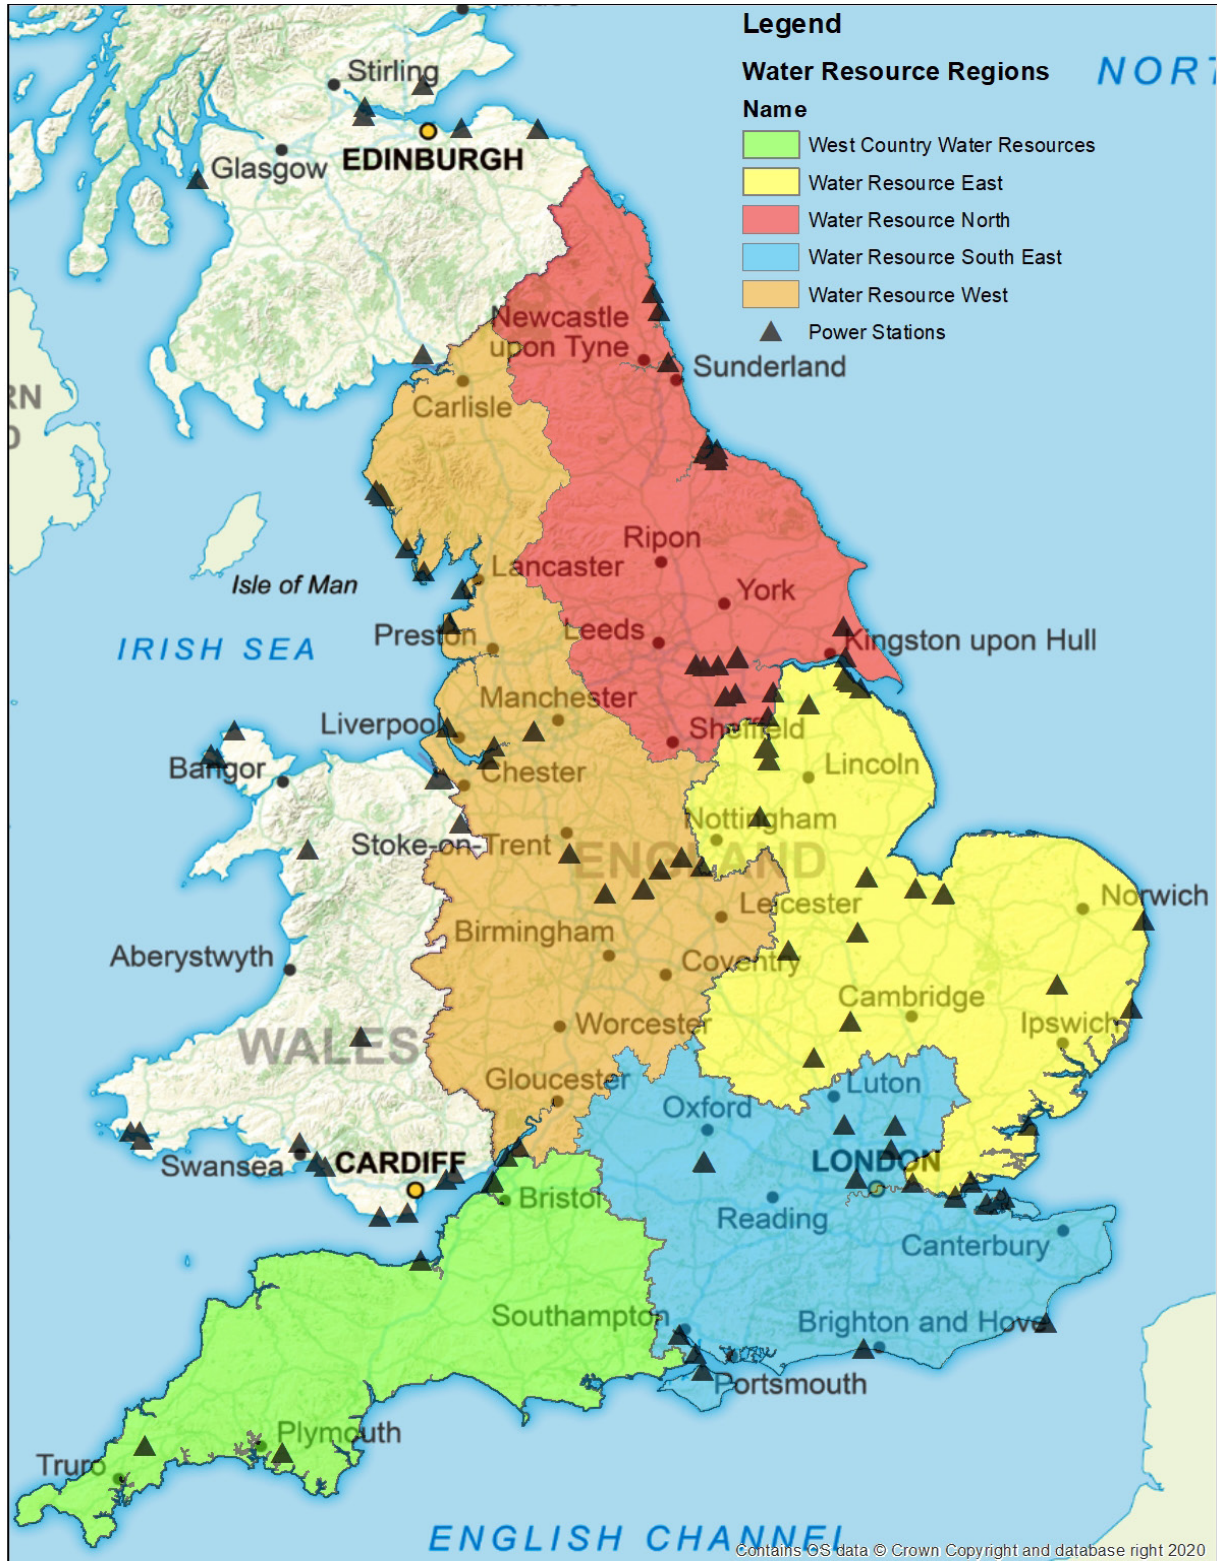 Legend
Water Resource Regions
Name
West Country Water Resources
Water Resource East
Water Resource North
Water Resource South East
Water Resource West
Power Stations
NORT
Stirling
EDINBURGH
Glasgow
Newcastle
upon Tyne
Sunderland
RN
D
Carlisle
Ripon
Isle of Man
Lancaster
York
IRISH SEA
Preston
Leeds
Kingston upon Hull
Manchester
Liverpool
Sheffield
Bangor
Chester
Lincoln
Nottingham
Stoke-on-Trent
ENGLAND
Leicester
Norwich
Birmingham
Aberystwyth
Coventry
Cambridge
WALES
Worcester
Ipswich
Gloucester
Luton
Oxford
Swansea
CARDIFF
LONDON
Bristol
Reading
Canterbury
Southampton
Brighton and Hove
Portsmouth
Plymouth
Truro
ENGLISH CHANNEL
Contains OS data © Crown Copyright and database right 2020